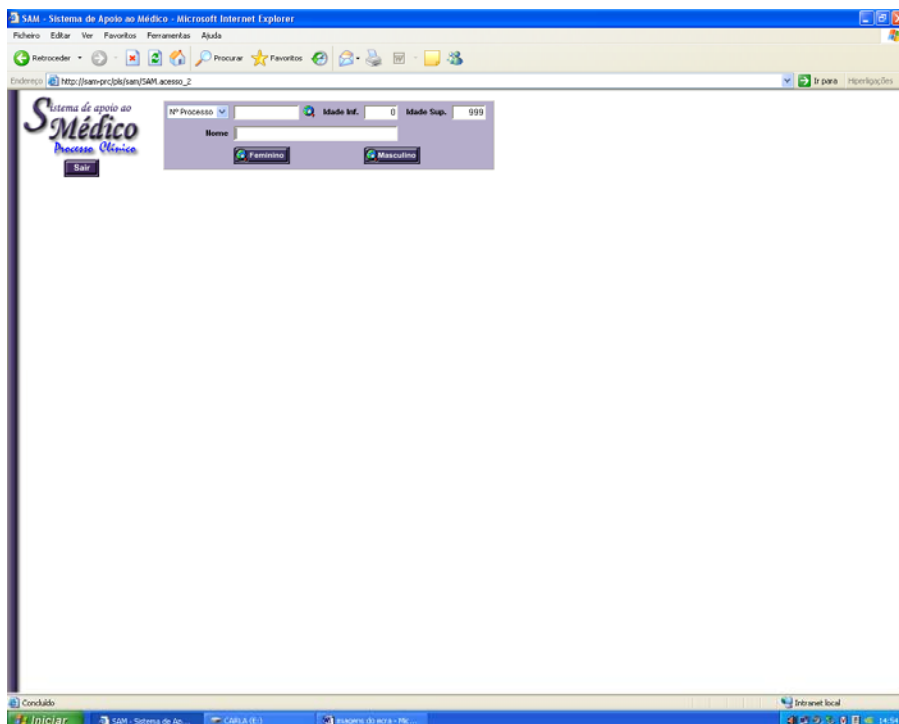 SAM - Sistema de Apoio ao Médico - Microsoft Internet Explorer
Ficheiro Editar Ver Favoritos Ferramentas Ajuda
Retroceder Procurar Favoritos
Endereço http://sam-prc/pls/sam/SAM.acesso_2 Ir para Hiperligações
Sistema de apoio ao
Médico
Processo Clínico
Sair
Nº Processo Idade Inf. 0 Idade Sup. 999
Nome
Feminino Masculino
Concluído Intranet local
Iniciar SAM - Sistema de Ap... CARLA (E:) imagens do ecra - Mic... 14:54